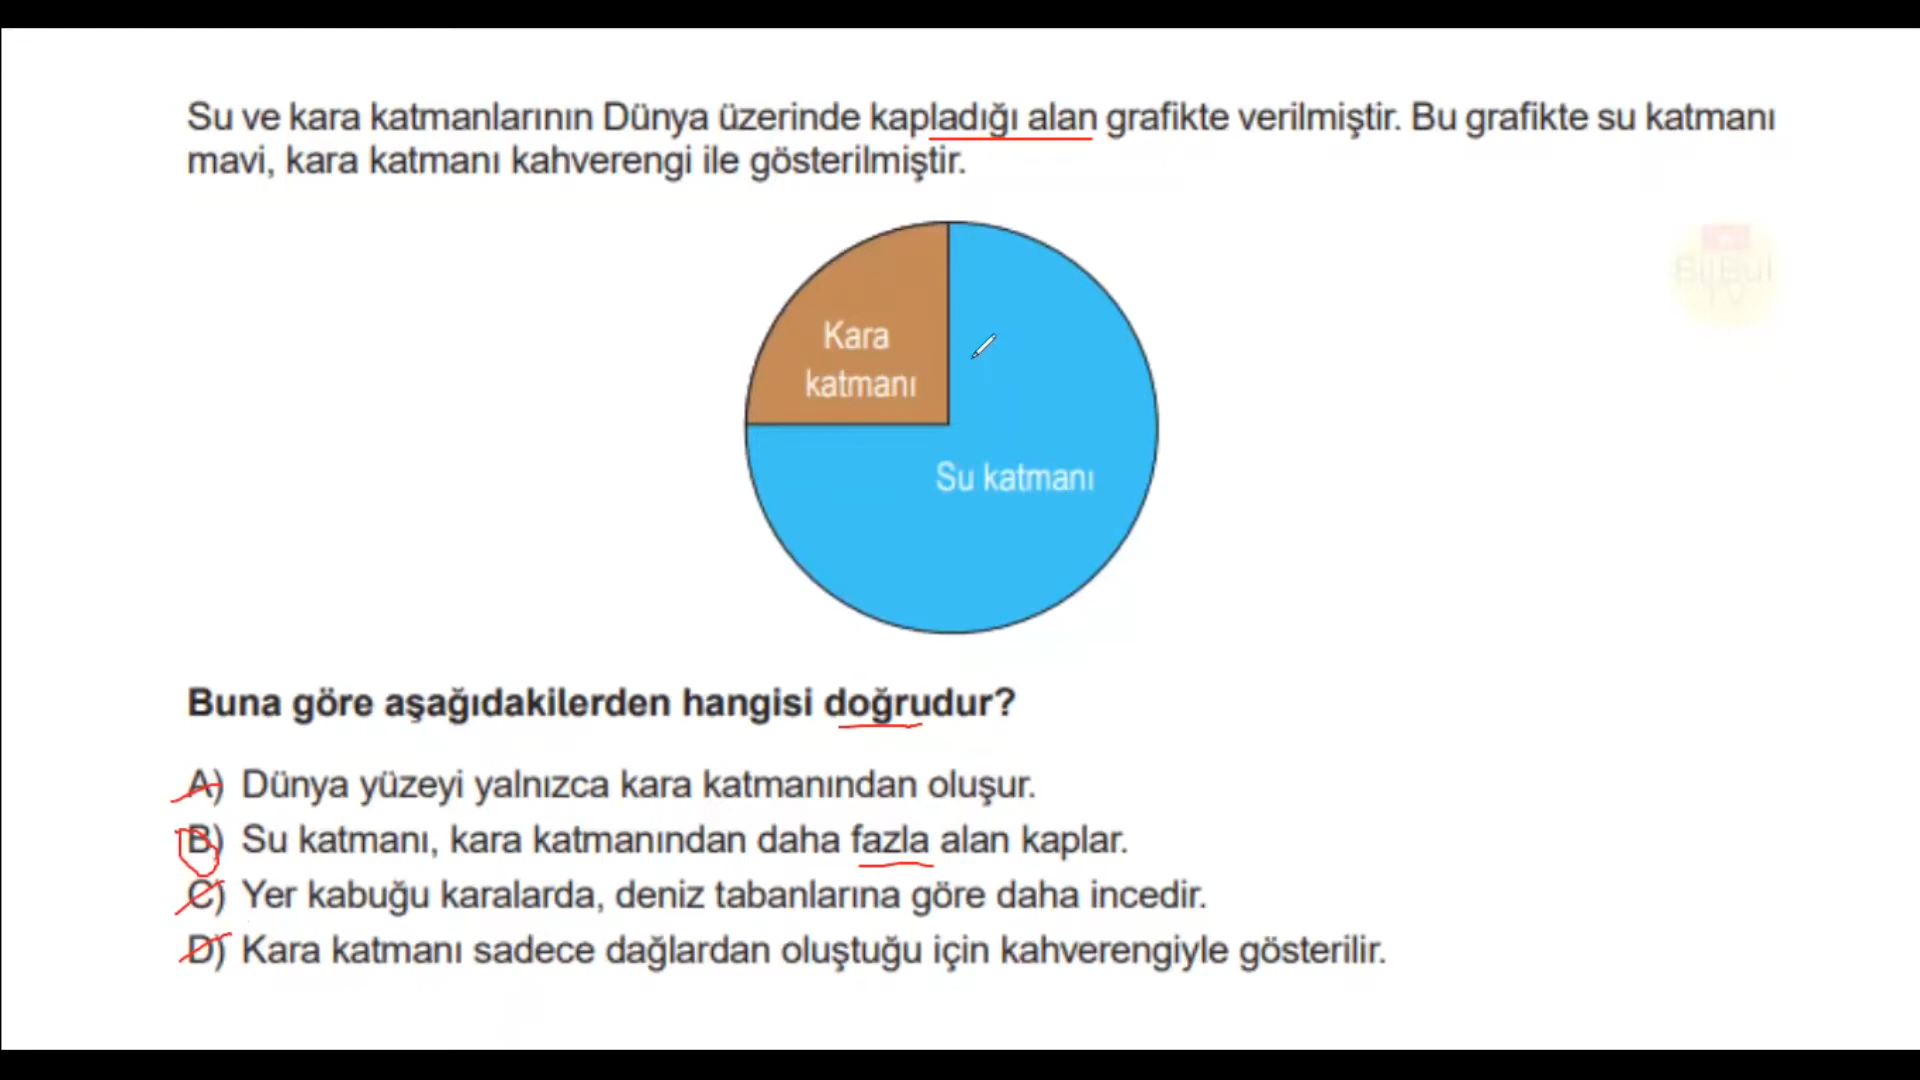 Su ve kara katmanlarının Dünya üzerinde kapladığı alan grafikte verilmiştir. Bu grafikte su katmanı
mavi, kara katmanı kahverengi ile gösterilmiştir.
BilBul
TV
Kara
katmanı
Su katmanı
Buna göre aşağıdakilerden hangisi doğrudur?
A) Dünya yüzeyi yalnızca kara katmanından oluşur.
B) Su katmanı, kara katmanından daha fazla alan kaplar.
C) Yer kabuğu karalarda, deniz tabanlarına göre daha incedir.
D) Kara katmanı sadece dağlardan oluştuğu için kahverengiyle gösterilir.